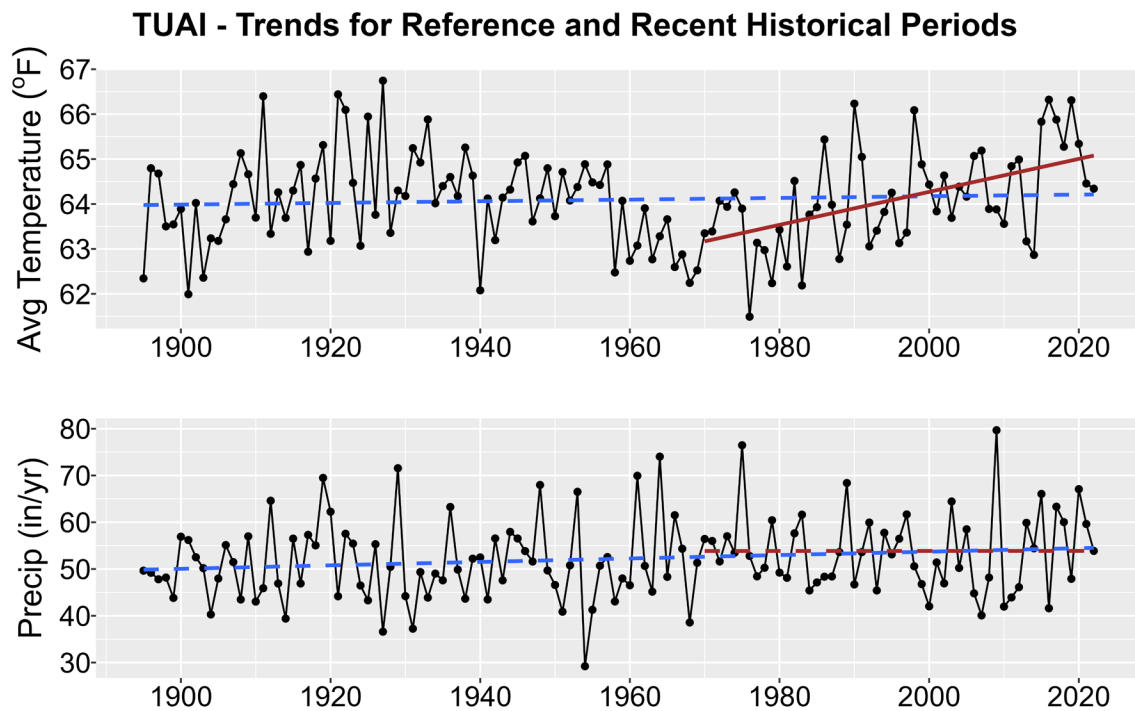 TUAI - Trends for Reference and Recent Historical Periods
Avg Temperature (°F)
67
66
65
64
63
62
1900 1920 1940 1960 1980 2000 2020
Precip (in/yr)
80
70
60
50
40
30
1900 1920 1940 1960 1980 2000 2020